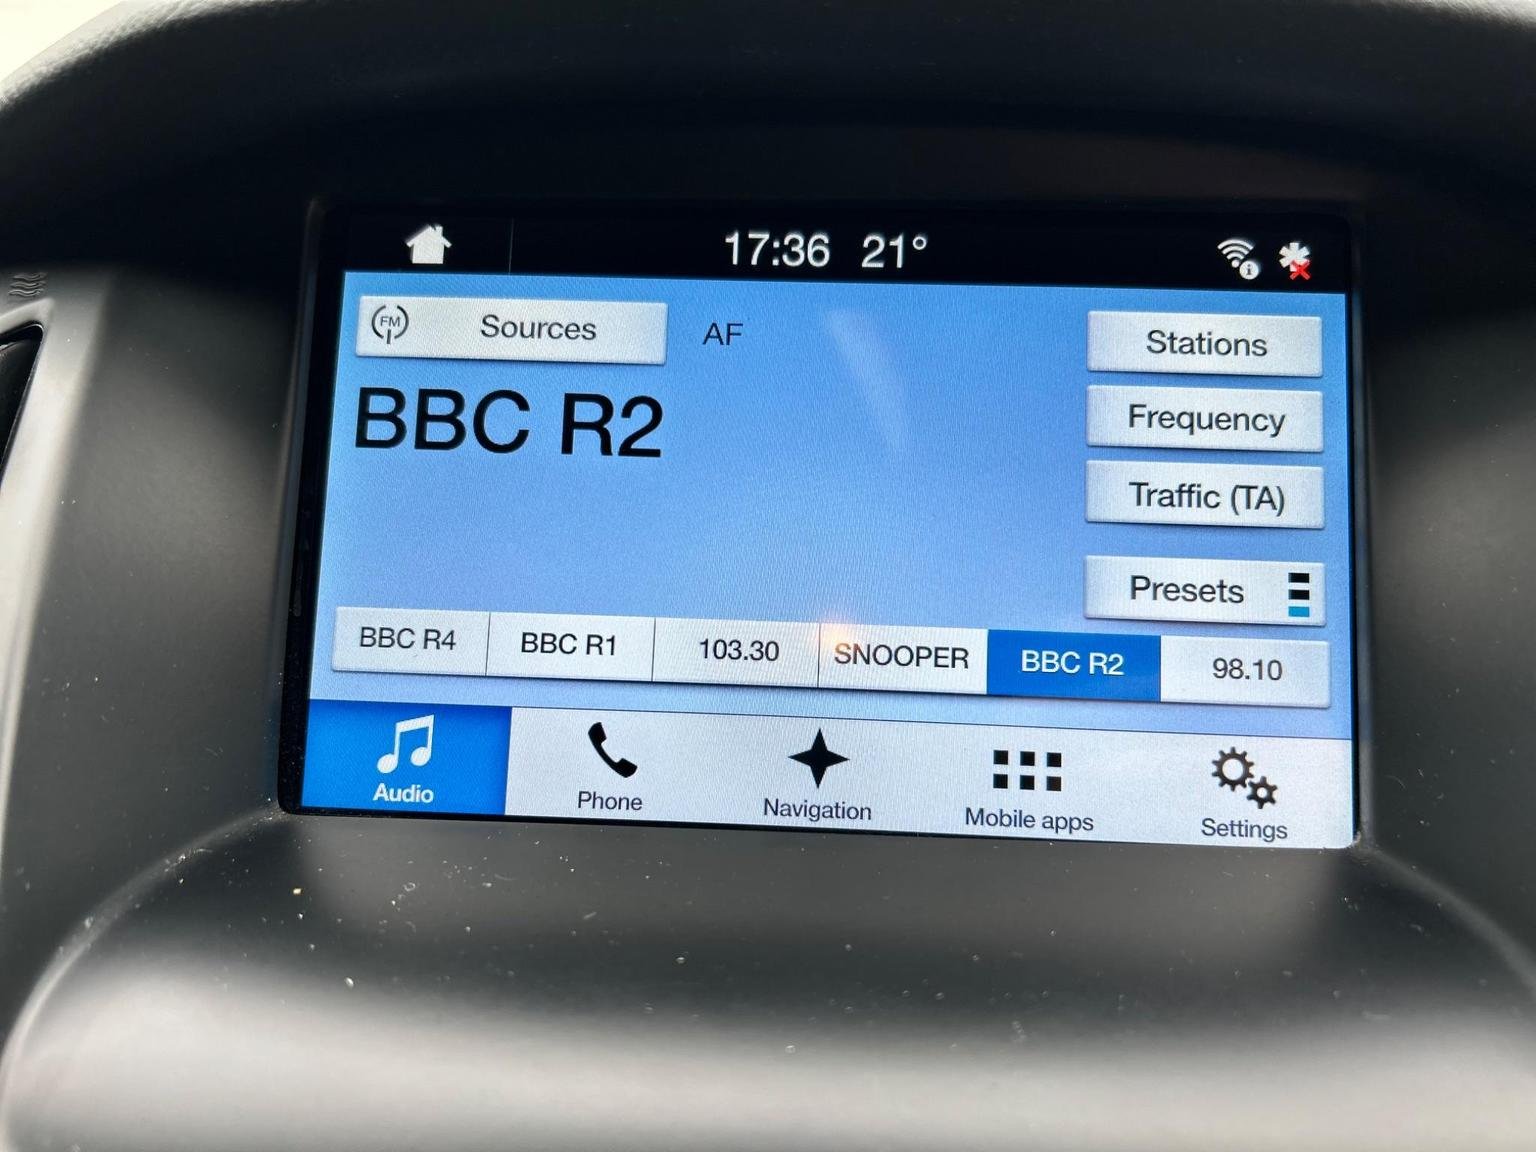 17:36 21°
FM Sources AF Stations
BBC R2
Frequency
Traffic (TA)
Presets
BBC R4 BBC R1 103.30 SNOOPER BBC R2 98.10
Audio Phone Navigation Mobile apps Settings